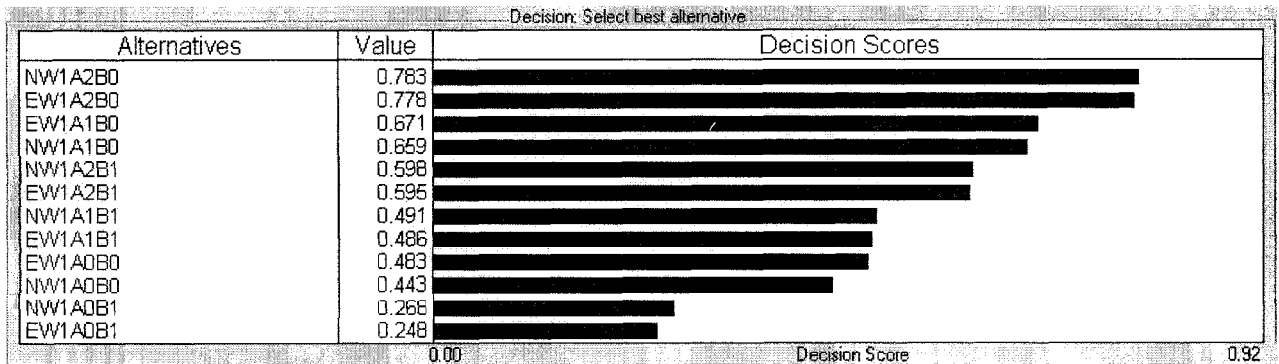 Decision: Select best alternative
Alternatives Value Decision Scores
NW1A2B0 0.783
EW1A2B0 0.778
EW1A1B0 0.671
NW1A1B0 0.659
NW1A2B1 0.598
EW1A2B1 0.595
NW1A1B1 0.491
EW1A1B1 0.486
EW1A0B0 0.483
NW1A0B0 0.443
NW1A0B1 0.268
EW1A0B1 0.248
0.00 Decision Score 0.92